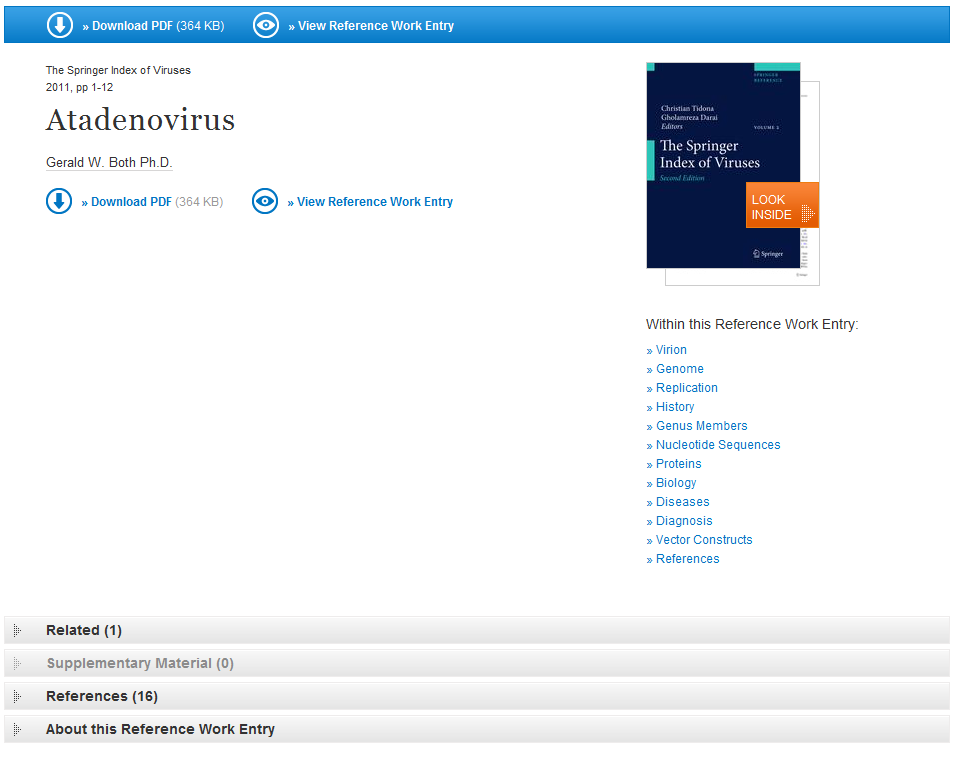 » Download PDF (364 KB) » View Reference Work Entry
The Springer Index of Viruses
2011, pp 1-12
Atadenovirus
Gerald W. Both Ph.D.
» Download PDF (364 KB) » View Reference Work Entry
SPRINGER
REFERENCE
Christian Tidona
Gholamreza Darai
Editors
VOLUME 2
The Springer
Index of Viruses
Second Edition
LOOK
INSIDE
Springer
Within this Reference Work Entry:
» Virion
» Genome
» Replication
» History
» Genus Members
» Nucleotide Sequences
» Proteins
» Biology
» Diseases
» Diagnosis
» Vector Constructs
» References
Related (1)
Supplementary Material (0)
References (16)
About this Reference Work Entry